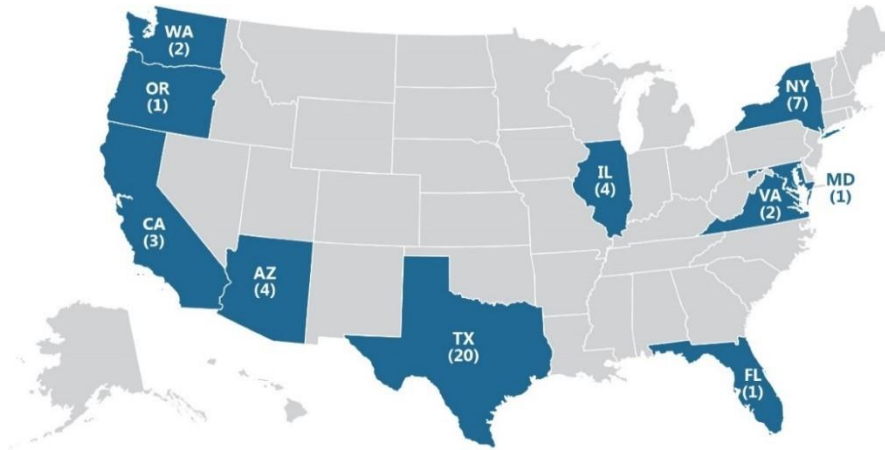 WA
(2)
OR
(1)
CA
(3)
AZ
(4)
TX
(20)
IL
(4)
NY
(7)
VA
(2)
MD
(1)
FL
(1)